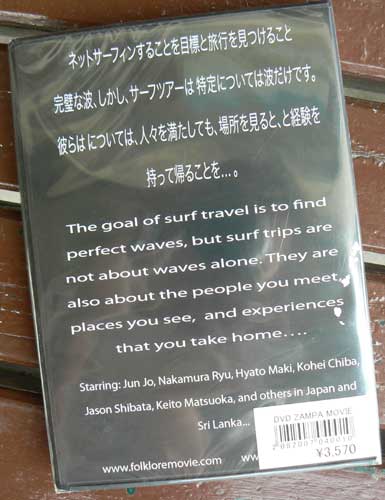 ネットサーフィンすることを目標と旅行を見つけること
完璧な波、しかし、サーフツアーは 特定については波だけです。
彼らは については、人々を満たしても、場所を見ると、と経験を
持って帰ることを...。
The goal of surf travel is to find
perfect waves, but surf trips are
not about waves alone. They are
also about the people you meet,
places you see, and experiences
that you take home....
Starring: Jun Jo, Nakamura Ryu, Hyato Maki, Kohei Chiba,
Jason Shibata, Keito Matsuoka, and others in Japan and
Sri Lanka...
DVD ZAMPA MOVIE
¥3,570
www.folkloremovie.com